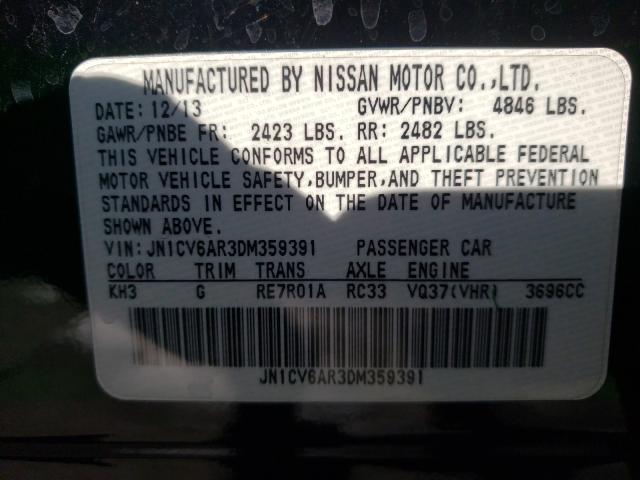 MANUFACTURED BY NISSAN MOTOR CO.,LTD.
DATE: 12/13 GVWR/PNBV: 4846 LBS.
GAWR/PNBE FR: 2423 LBS. RR: 2482 LBS.
THIS VEHICLE CONFORMS TO ALL APPLICABLE FEDERAL
MOTOR VEHICLE SAFETY,BUMPER,AND THEFT PREVENTION
STANDARDS IN EFFECT ON THE DATE OF MANUFACTURE
SHOWN ABOVE.
VIN:JN1CV6AR3DM359391 PASSENGER CAR
COLOR TRIM TRANS AXLE ENGINE
KH3 G RE7R01A RC33 VQ37(VHR) 3696CC
JN1CV6AR3DM359391